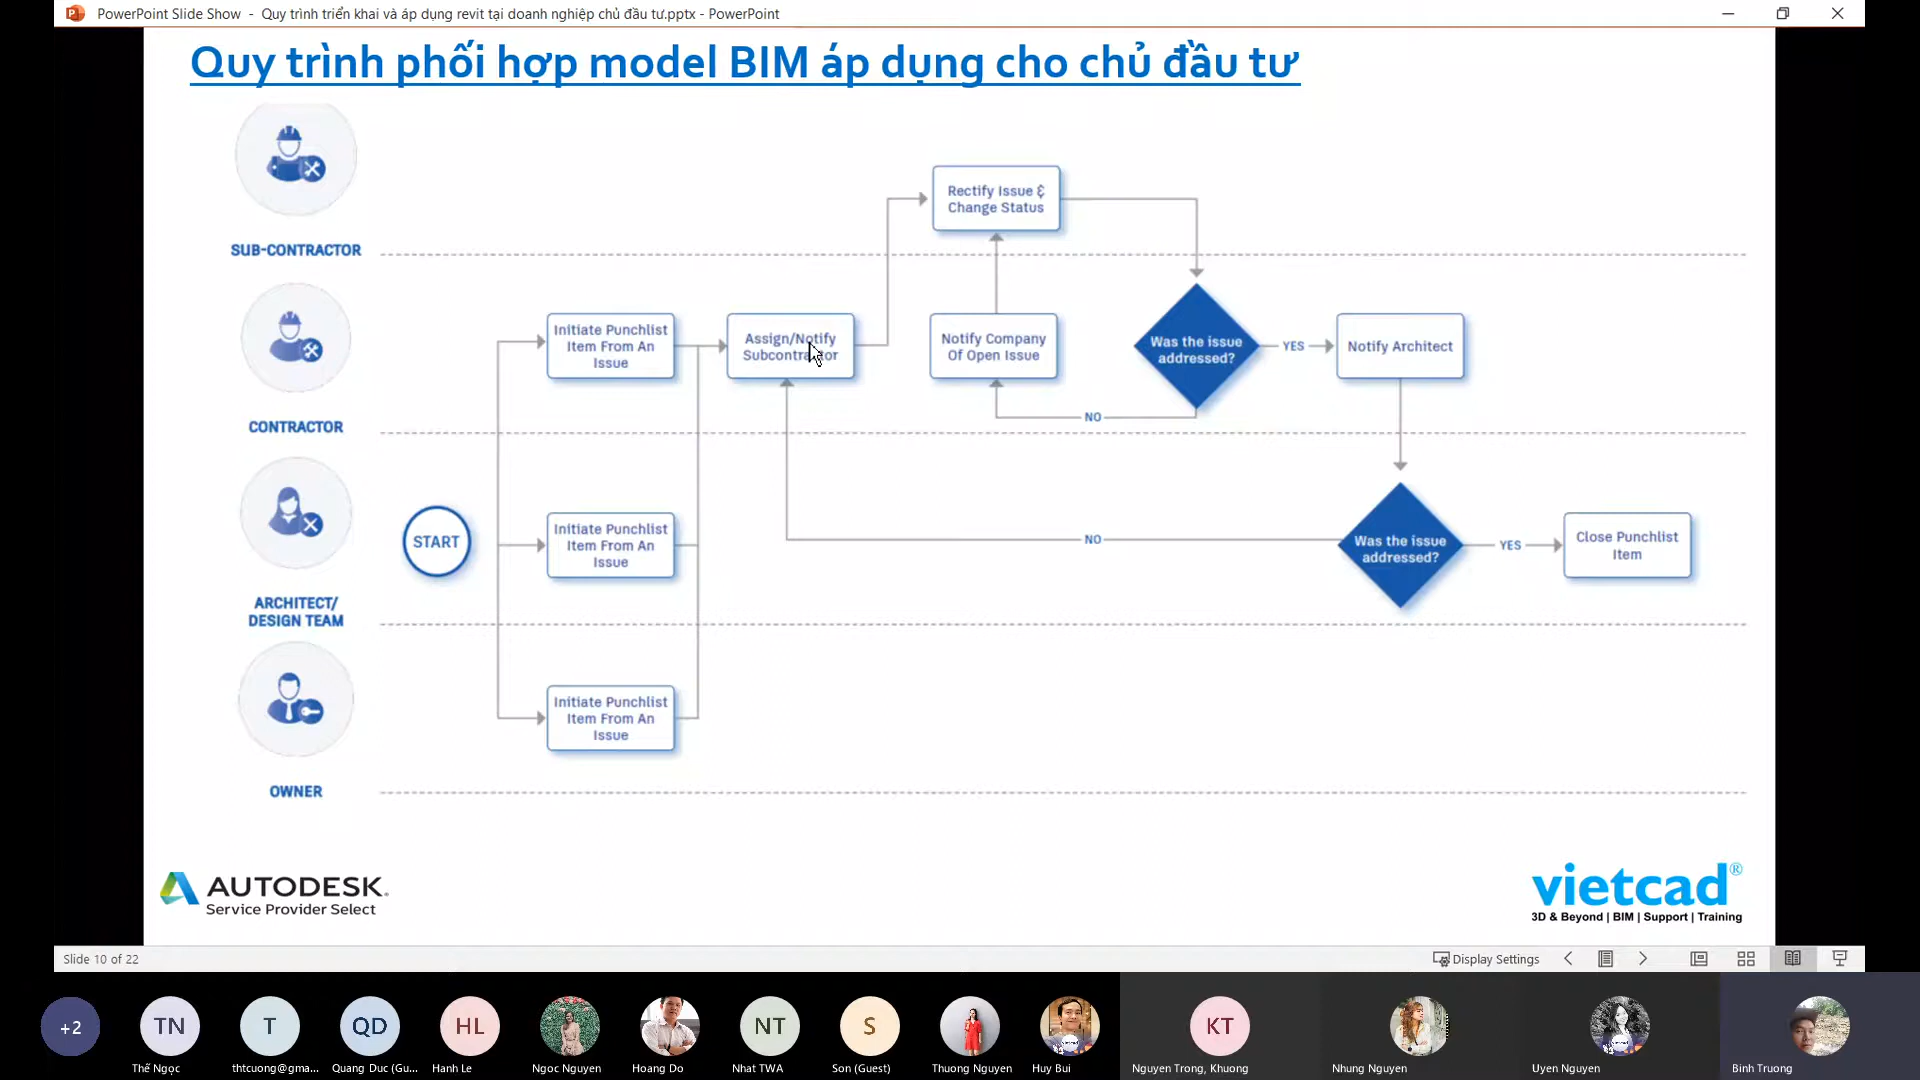 PowerPoint Slide Show - Quy trình triển khai và áp dụng revit tại doanh nghiệp chủ đầu tư.pptx - PowerPoint
Quy trình phối hợp model BIM áp dụng cho chủ đầu tư
SUB-CONTRACTOR
Rectify Issue &
Change Status
CONTRACTOR
Initiate Punchlist
Item From An
Issue
Assign/Notify
Subcontractor
Notify Company
Of Open Issue
Was the issue
addressed?
YES
Notify Architect
NO
ARCHITECT/
DESIGN TEAM
START
Initiate Punchlist
Item From An
Issue
NO
Was the issue
addressed?
YES
Close Punchlist
Item
OWNER
Initiate Punchlist
Item From An
Issue
AUTODESK.
Service Provider Select
vietcad®
3D & Beyond | BIM | Support | Training
Slide 10 of 22
Display Settings
+2
TN
T
QD
HL
NT
S
KT
Thế Ngọc
thtcuong@gma...
Quang Duc (Gu...
Hanh Le
Ngoc Nguyen
Hoang Do
Nhat TWA
Son (Guest)
Thuong Nguyen
Huy Bui
Nguyen Trong, Khuong
Nhung Nguyen
Uyen Nguyen
Binh Truong